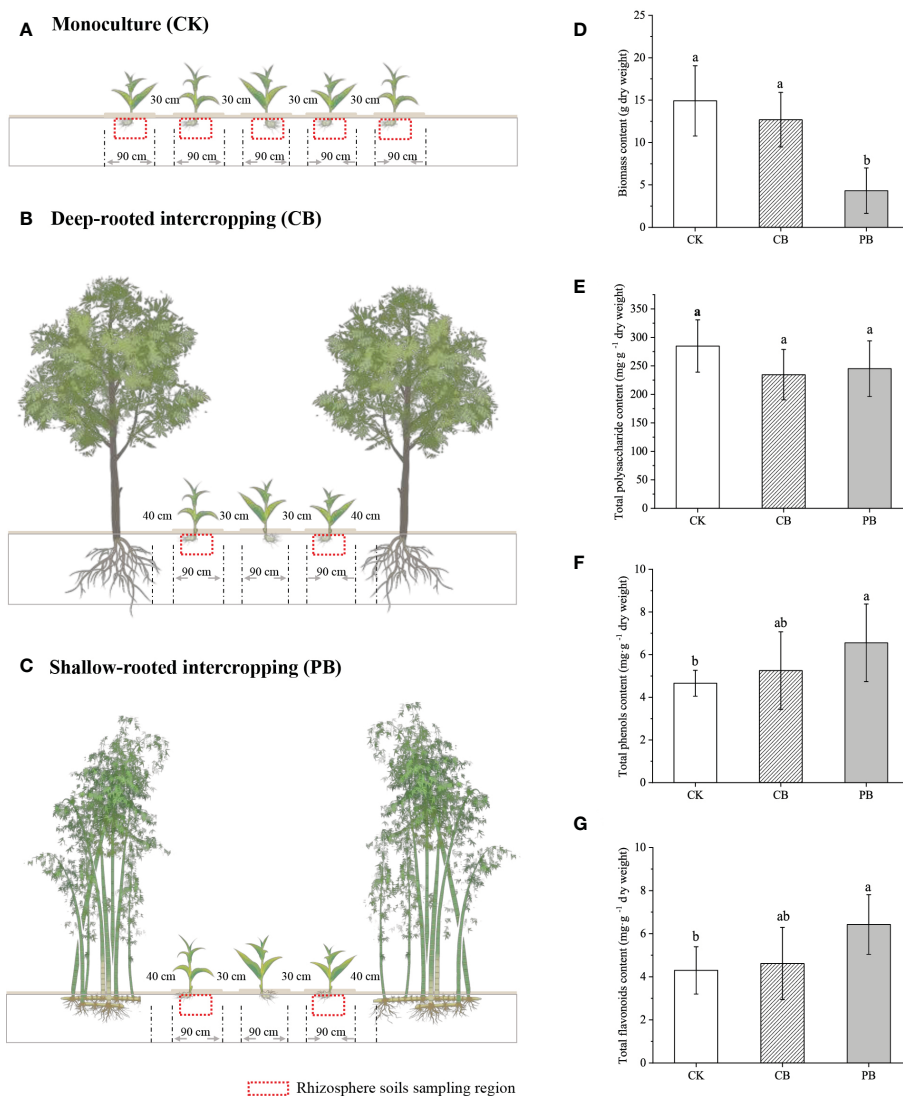 A Monoculture (CK)
30 cm 30 cm 30 cm 30 cm
90 cm 90 cm 90 cm 90 cm 90 cm
B Deep-rooted intercropping (CB)
40 cm 30 cm 30 cm 40 cm
90 cm 90 cm 90 cm
C Shallow-rooted intercropping (PB)
40 cm 30 cm 30 cm 40 cm
90 cm 90 cm 90 cm
Rhizosphere soils sampling region
D
Biomass content (g dry weight)
25
20
15
10
5
0
a a b
CK CB PB
E
Total polysaccharide content (mg·g⁻¹ dry weight)
350
300
250
200
150
100
50
0
a a a
CK CB PB
F
Total phenols content (mg·g⁻¹ dry weight)
10
8
6
4
2
0
b ab a
CK CB PB
G
Total flavonoids content (mg·g⁻¹ dry weight)
10
8
6
4
2
0
b ab a
CK CB PB